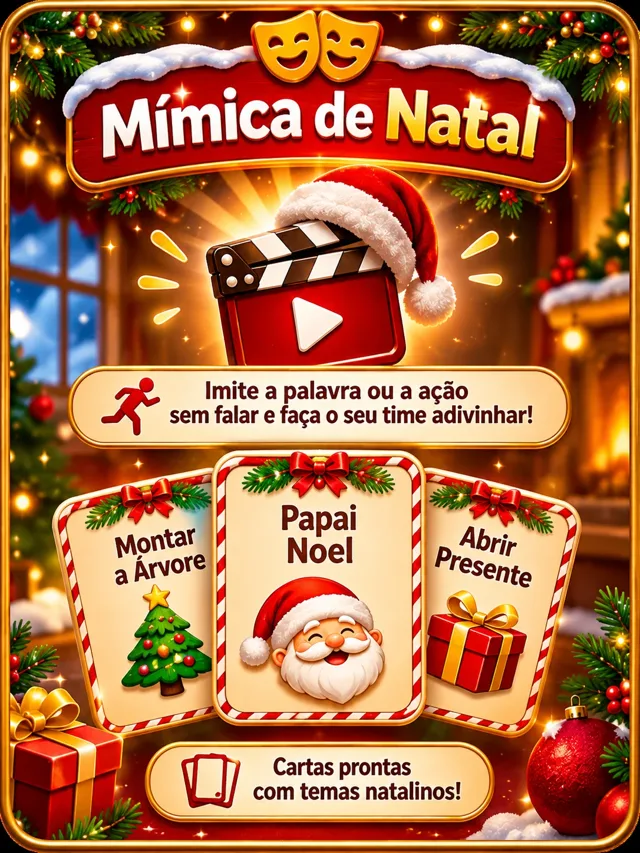 Mímica de Natal
Imite a palavra ou a ação
sem falar e faça o seu time adivinhar!
Montar
a Árvore
Papai
Noel
Abrir
Presente
Cartas prontas
com temas natalinos!